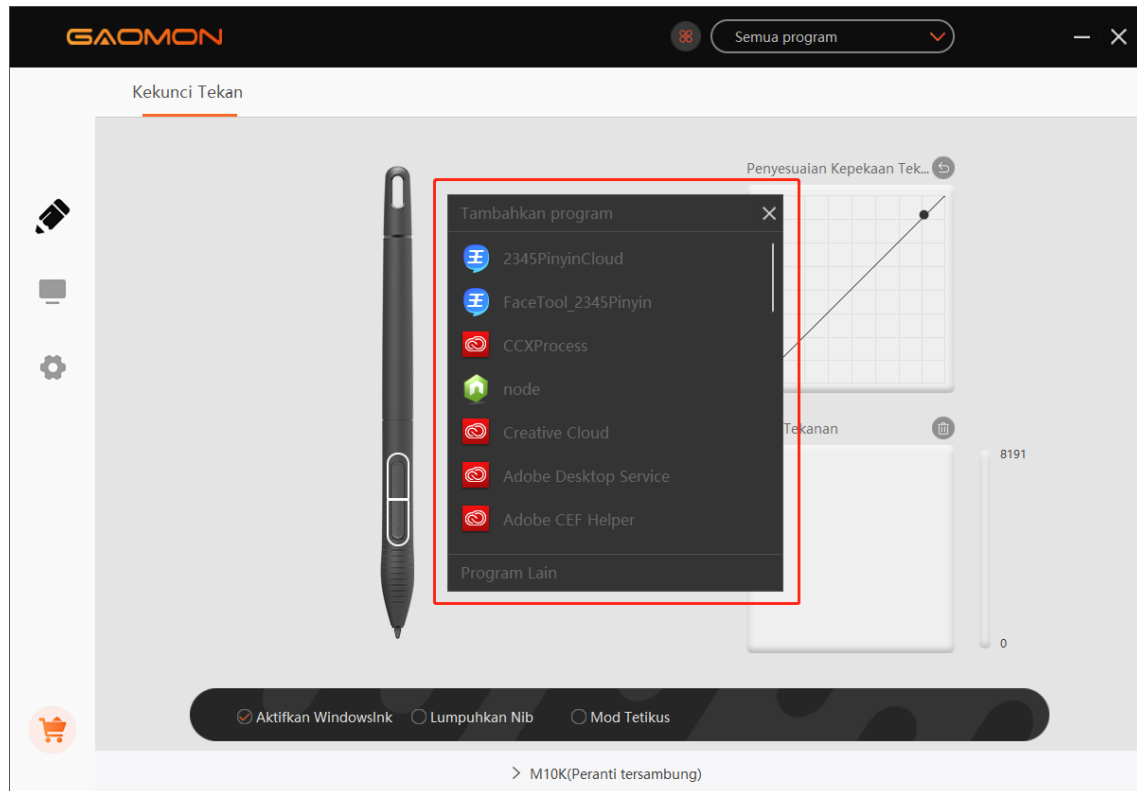 GAOMON
Semua program
Kekunci Tekan
Penyesuaian Kepekaan Tek...
Tambahkan program
2345PinyinCloud
FaceTool_2345Pinyin
CCXProcess
node
Creative Cloud
Adobe Desktop Service
Adobe CEF Helper
Program Lain
Tekanan
8191
0
Aktifkan WindowsInk
Lumpuhkan Nib
Mod Tetikus
M10K(Peranti tersambung)